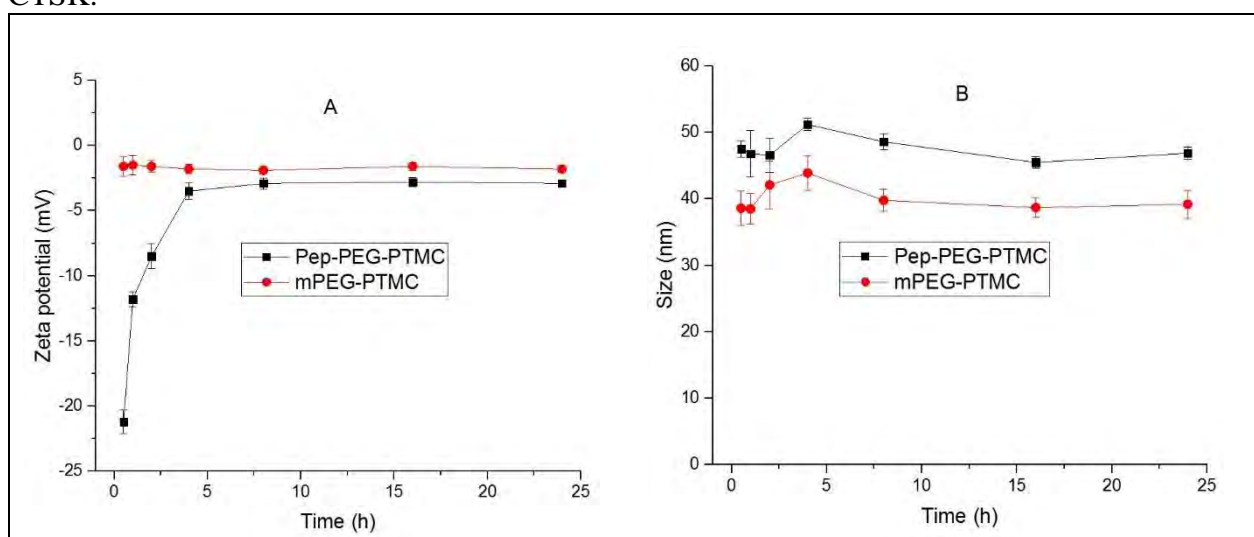 CTSK.
A
5
0
-5
-10
-15
-20
-25
Zeta potential (mV)
Pep-PEG-PTMC
mPEG-PTMC
0 5 10 15 20 25
Time (h)
B
60
50
40
30
20
10
0
Size (nm)
Pep-PEG-PTMC
mPEG-PTMC
0 5 10 15 20 25
Time (h)